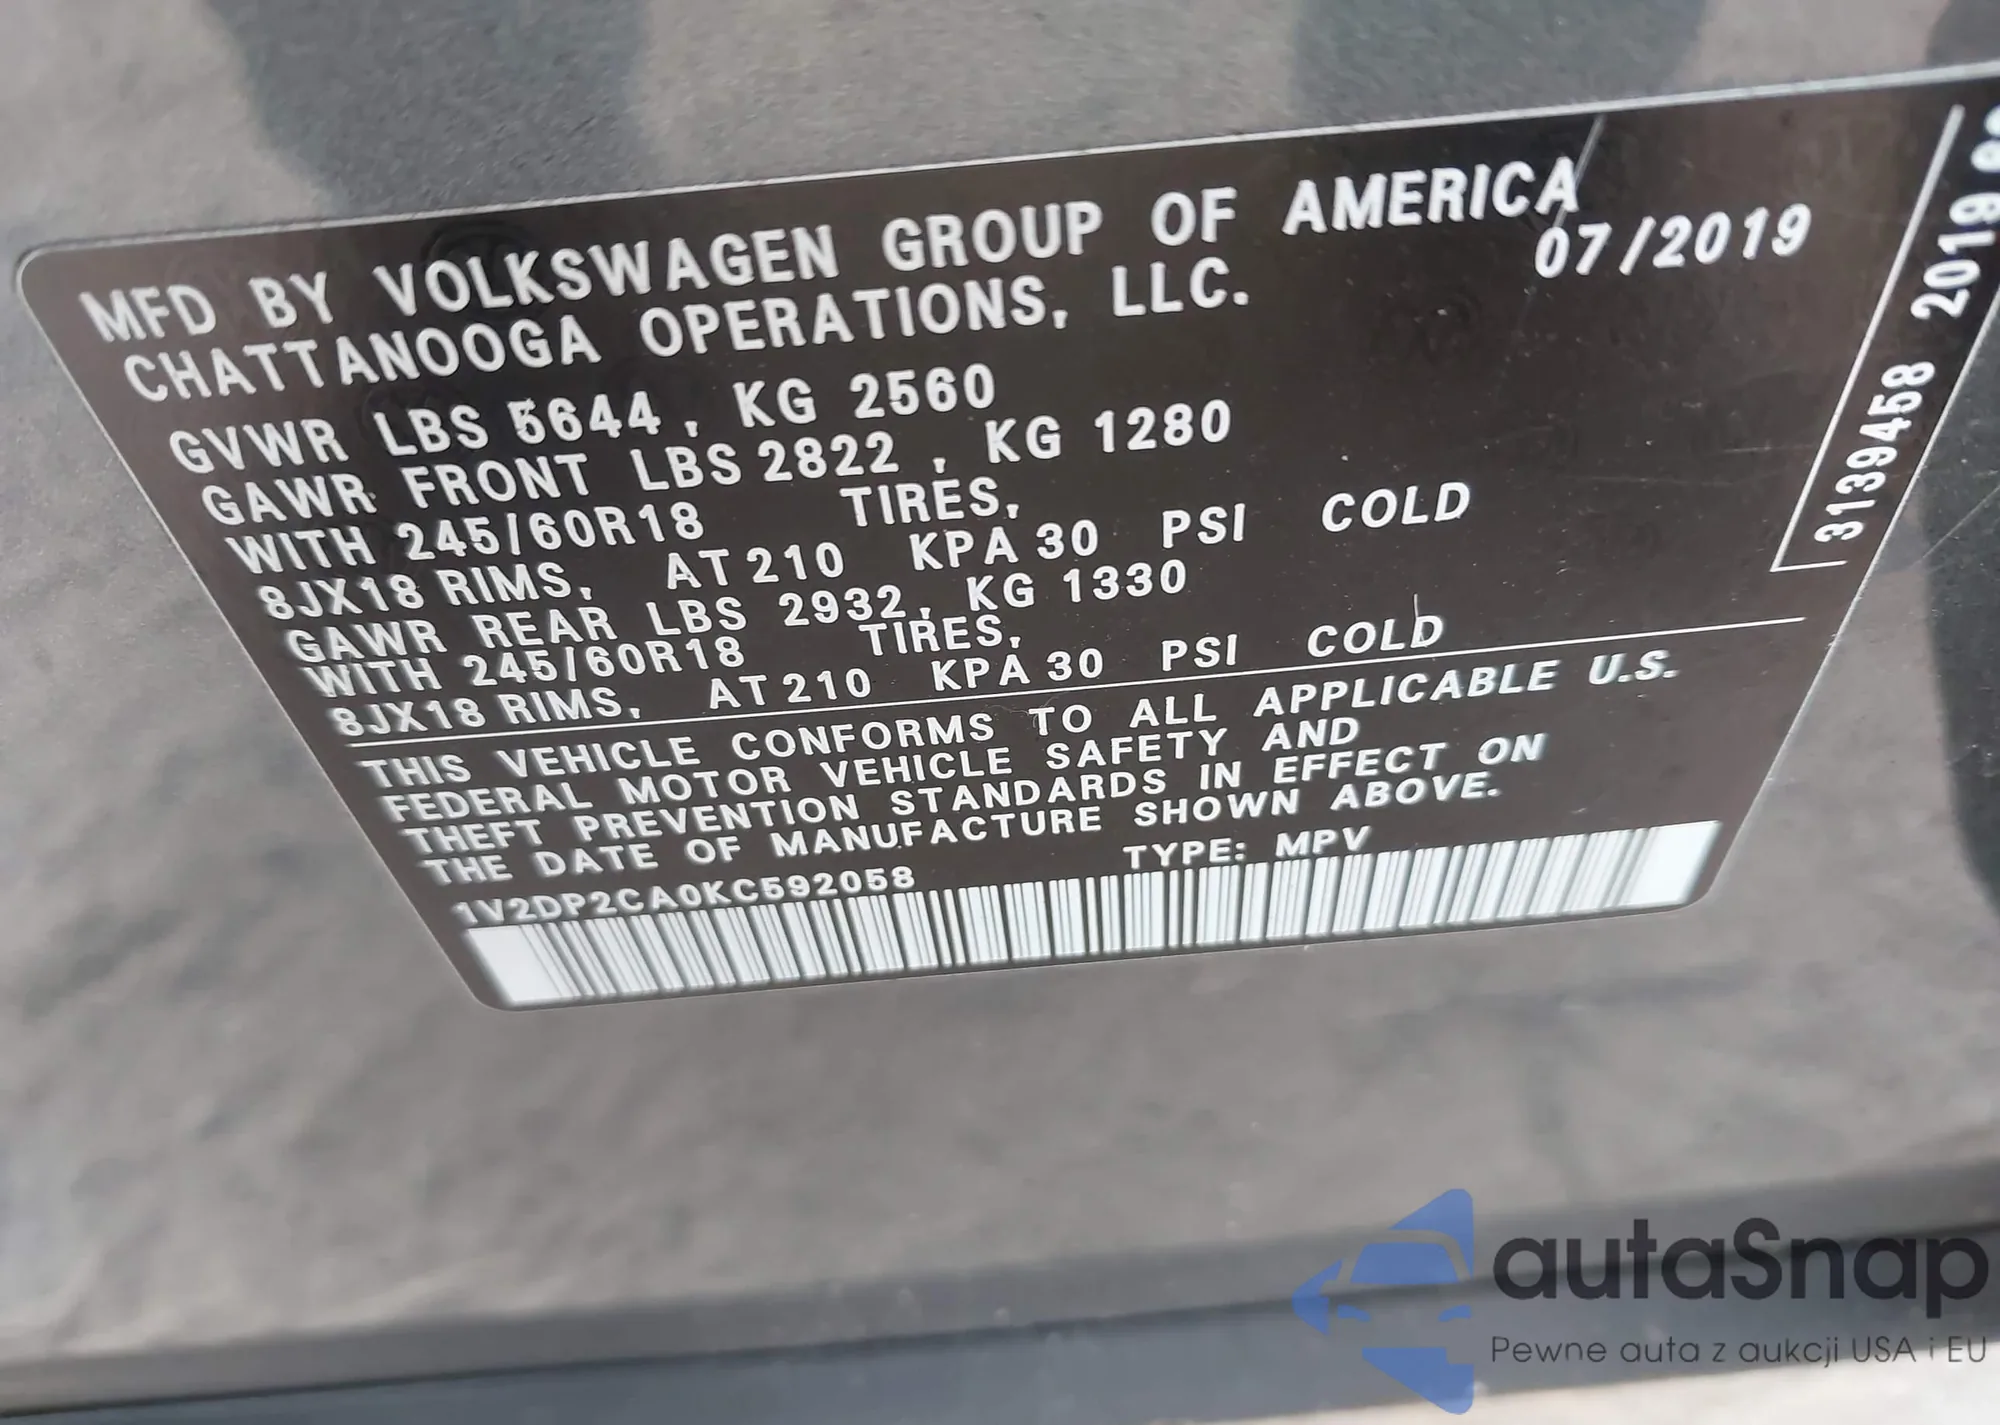 MFD BY VOLKSWAGEN GROUP OF AMERICA
CHATTANOOGA OPERATIONS, LLC.
07/2019
GVWR LBS 5644 , KG 2560
GAWR FRONT LBS 2822 , KG 1280
WITH 245/60R18 TIRES,
8JX18 RIMS, AT 210 KPA 30 PSI COLD
GAWR REAR LBS 2932, KG 1330
WITH 245/60R18 TIRES,
8JX18 RIMS, AT 210 KPA 30 PSI COLD
THIS VEHICLE CONFORMS TO ALL APPLICABLE U.S.
FEDERAL MOTOR VEHICLE SAFETY AND
THEFT PREVENTION STANDARDS IN EFFECT ON
THE DATE OF MANUFACTURE SHOWN ABOVE.
1V2DP2CA0KC592058 TYPE: MPV
3139458 2019
autaSnap
Pewne auta z aukcji USA i EU